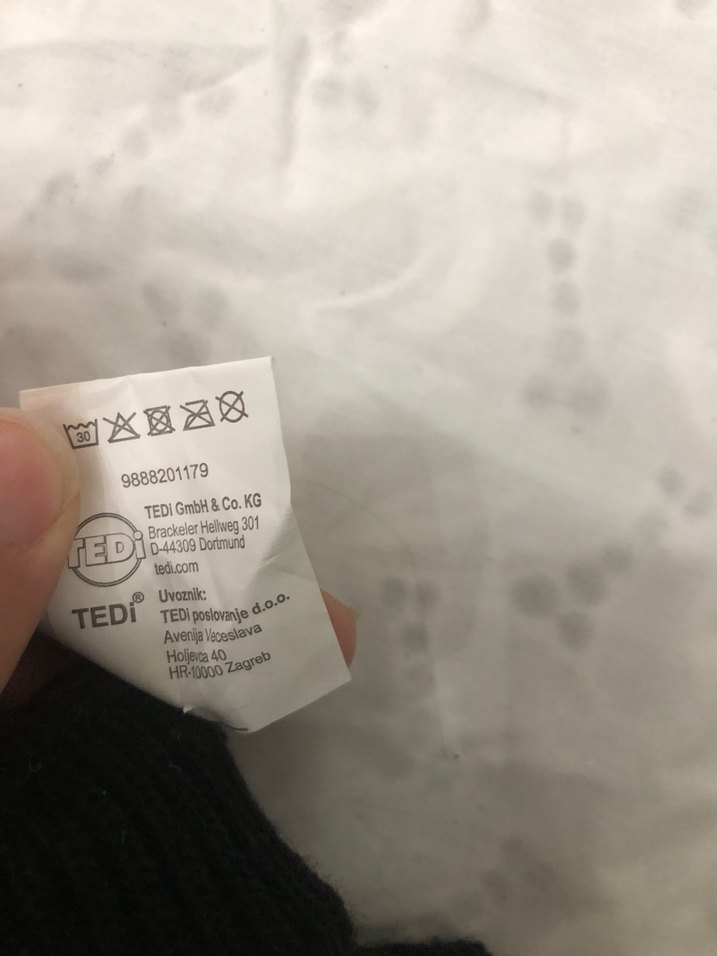 30
9888201179
TEDi GmbH & Co. KG
Brackeler Hellweg 301
D-44309 Dortmund
tedi.com
TEDi
TEDi®
Uvoznik:
TEDi poslovanje d.o.o.
Avenija Većeslava
Holjevca 40
HR-10000 Zagreb